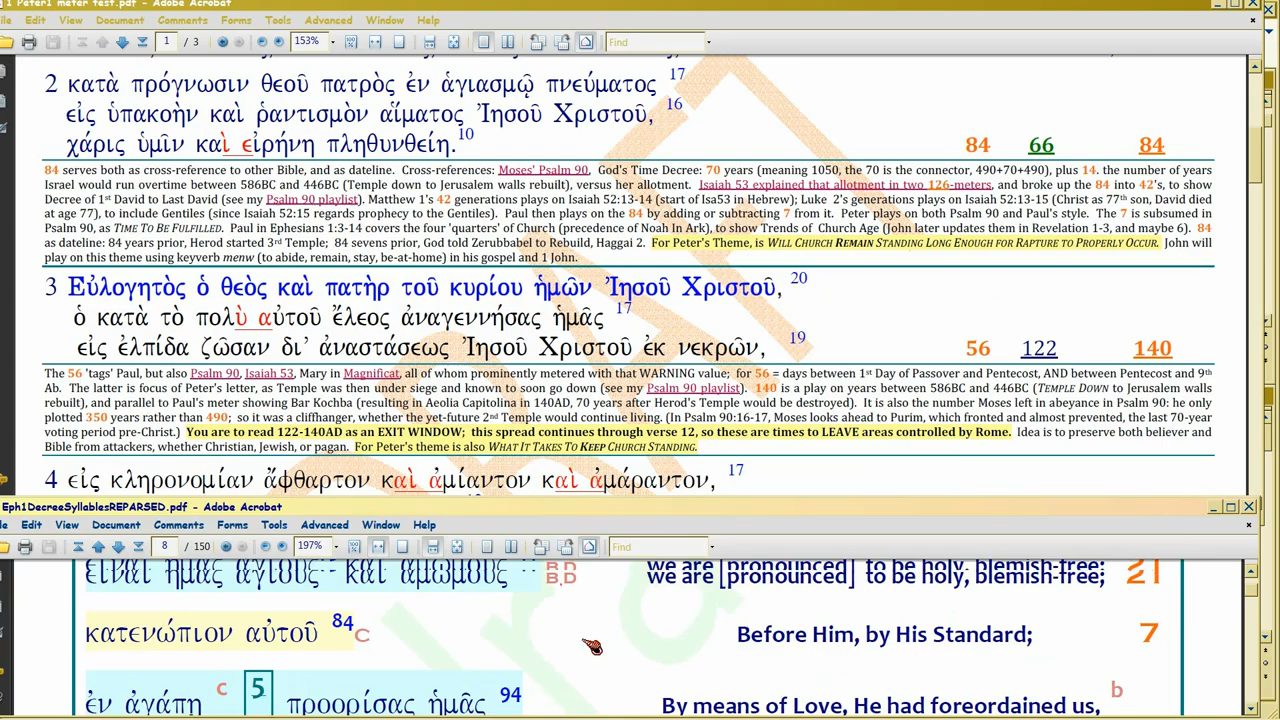 1 Peter1 meter test.pdf - Adobe Acrobat
File Edit View Document Comments Forms Tools Advanced Window Help
1 / 3 153% Find
2 κατὰ πρόγνωσιν θεοῦ πατρὸς ἐν ἁγιασμῷ πνεύματος 17
εἰς ὑπακοὴν καὶ ῥαντισμὸν αἵματος Ἰησοῦ Χριστοῦ, 16
χάρις ὑμῖν καὶ εἰρήνη πληθυνθείη. 10 84 66 84
84 serves both as cross-reference to other Bible, and as dateline. Cross-references: Moses' Psalm 90, God's Time Decree: 70 years (meaning 1050, the 70 is the connector, 490+70+490), plus 14. the number of years
Israel would run overtime between 586BC and 446BC (Temple down to Jerusalem walls rebuilt), versus her allotment. Isaiah 53 explained that allotment in two 126-meters, and broke up the 84 into 42's, to show
Decree of 1st David to Last David (see my Psalm 90 playlist). Matthew 1's 42 generations plays on Isaiah 52:13-14 (start of Isa53 in Hebrew); Luke 2's generations plays on Isaiah 52:13-15 (Christ as 77th son, David died
at age 77), to include Gentiles (since Isaiah 52:15 regards prophecy to the Gentiles). Paul then plays on the 84 by adding or subtracting 7 from it. Peter plays on both Psalm 90 and Paul's style. The 7 is subsumed in
Psalm 90, as TIME TO BE FULFILLED. Paul in Ephesians 1:3-14 covers the four 'quarters' of Church (precedence of Noah In Ark), to show Trends of Church Age (John later updates them in Revelation 1-3, and maybe 6). 84
as dateline: 84 years prior, Herod started 3rd Temple; 84 sevens prior, God told Zerubbabel to Rebuild, Haggai 2. For Peter's Theme, is WILL CHURCH REMAIN STANDING LONG ENOUGH FOR RAPTURE TO PROPERLY OCCUR. John will
play on this theme using keyverb menw (to abide, remain, stay, be-at-home) in his gospel and 1 John.
3 Εὐλογητὸς ὁ θεὸς καὶ πατὴρ τοῦ κυρίου ἡμῶν Ἰησοῦ Χριστοῦ, 20
ὁ κατὰ τὸ πολὺ αὐτοῦ ἔλεος ἀναγεννήσας ἡμᾶς 17
εἰς ἐλπίδα ζῶσαν δι' ἀναστάσεως Ἰησοῦ Χριστοῦ ἐκ νεκρῶν, 19 56 122 140
The 56 'tags' Paul, but also Psalm 90, Isaiah 53, Mary in Magnificat, all of whom prominently metered with that WARNING value; for 56 = days between 1st Day of Passover and Pentecost, AND between Pentecost and 9th
Ab. The latter is focus of Peter's letter, as Temple was then under siege and known to soon go down (see my Psalm 90 playlist). 140 is a play on years between 586BC and 446BC (TEMPLE DOWN to Jerusalem walls
rebuilt), and parallel to Paul's meter showing Bar Kochba (resulting in Aeolia Capitolina in 140AD, 70 years after Herod's Temple would be destroyed). It is also the number Moses left in abeyance in Psalm 90: he only
plotted 350 years rather than 490; so it was a cliffhanger, whether the yet-future 2nd Temple would continue living. (In Psalm 90:16-17, Moses looks ahead to Purim, which fronted and almost prevented, the last 70-year
voting period pre-Christ.) You are to read 122-140AD as an EXIT WINDOW; this spread continues through verse 12, so these are times to LEAVE areas controlled by Rome. Idea is to preserve both believer and
Bible from attackers, whether Christian, Jewish, or pagan. For Peter's theme is also WHAT IT TAKES TO KEEP CHURCH STANDING.
4 εἰς κληρονομίαν ἄφθαρτον καὶ ἀμίαντον καὶ ἀμάραντον, 17
Eph1DecreeSyllablesREPARSED.pdf - Adobe Acrobat
Edit View Document Comments Forms Tools Advanced Window Help
8 / 150 197% Find
εἶναι ἡμᾶς ἁγίους καὶ ἀμώμους B,D we are [pronounced] to be holy, blemish-free; 21
κατενώπιον αὐτοῦ 84 C Before Him, by His Standard; 7
ἐν ἀγάπῃ c 5 προορίσας ἡμᾶς 94 By means of Love, He had foreordained us, b